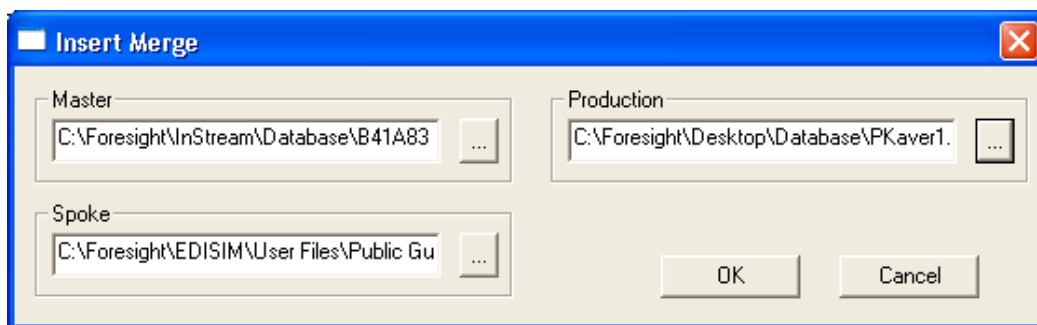 Insert Merge
Master
C:\Foresight\InStream\Database\B41A83
...
Production
C:\Foresight\Desktop\Database\PKaver1.
...
Spoke
C:\Foresight\EDISIM\User Files\Public Gu
...
OK
Cancel